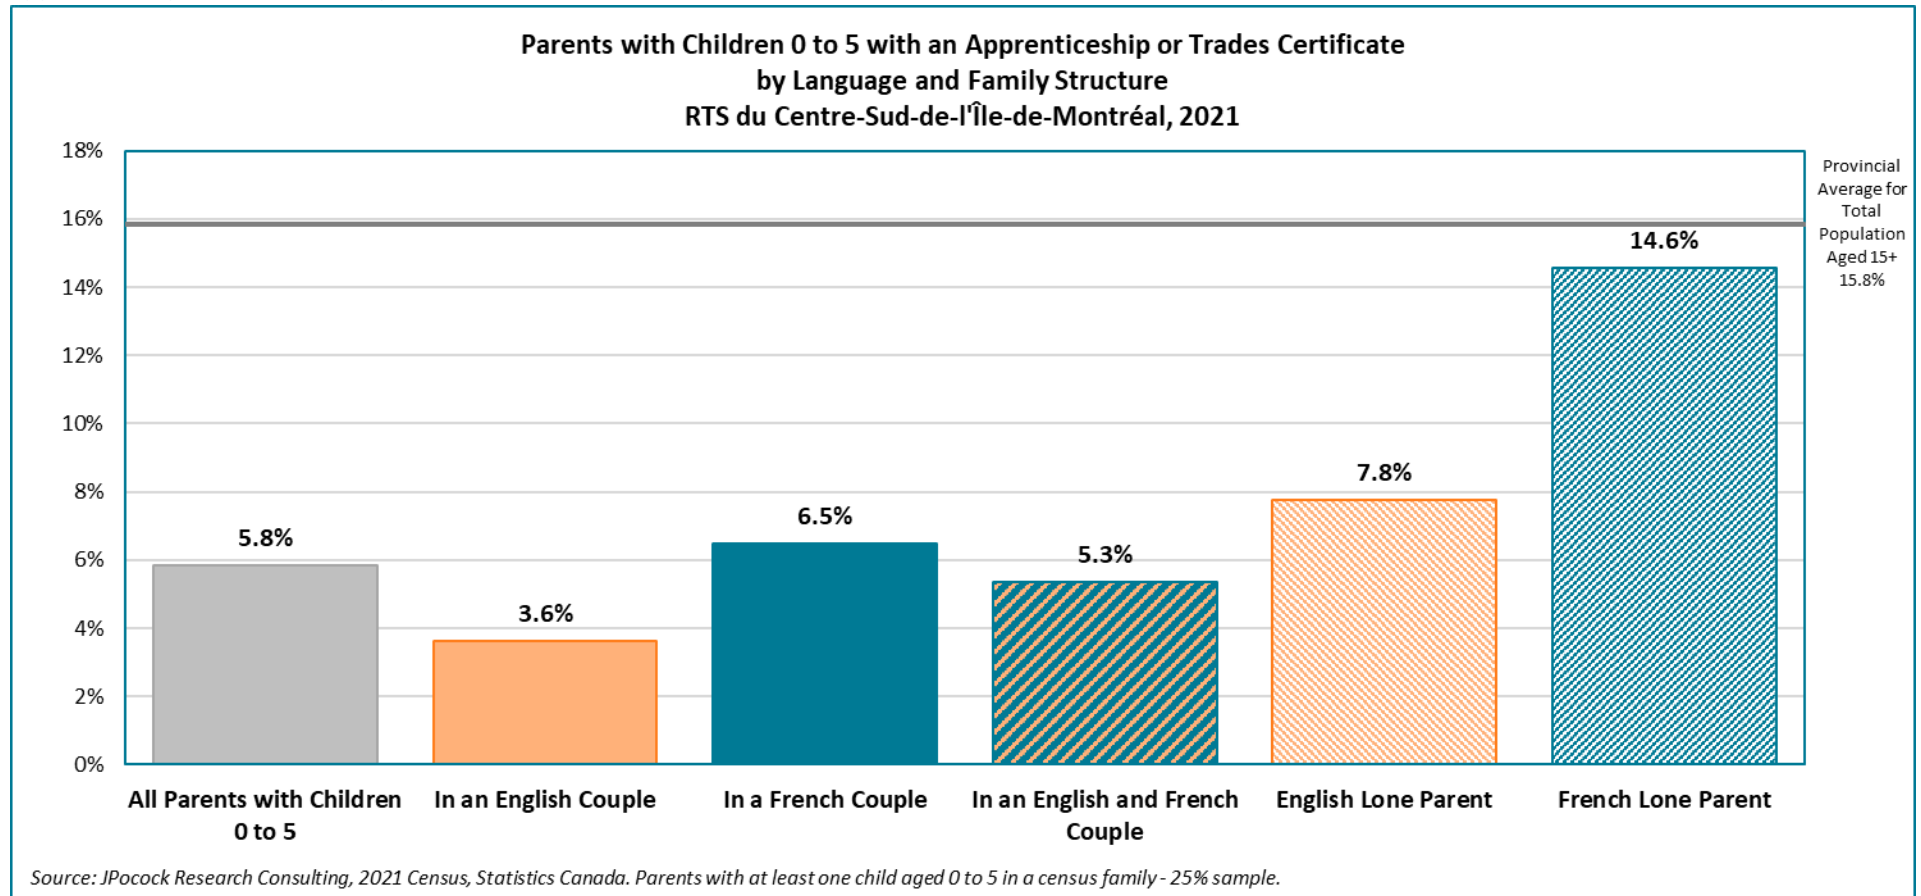 Parents with Children 0 to 5 with an Apprenticeship or Trades Certificate
by Language and Family Structure
RTS du Centre-Sud-de-l'Île-de-Montréal, 2021
18%
16%
14%
12%
10%
8%
6%
4%
2%
0%
Provincial
Average for
Total
Population
Aged 15+
15.8%
5.8%
3.6%
6.5%
5.3%
7.8%
14.6%
All Parents with Children
0 to 5
In an English Couple
In a French Couple
In an English and French
Couple
English Lone Parent
French Lone Parent
Source: JPocock Research Consulting, 2021 Census, Statistics Canada. Parents with at least one child aged 0 to 5 in a census family - 25% sample.